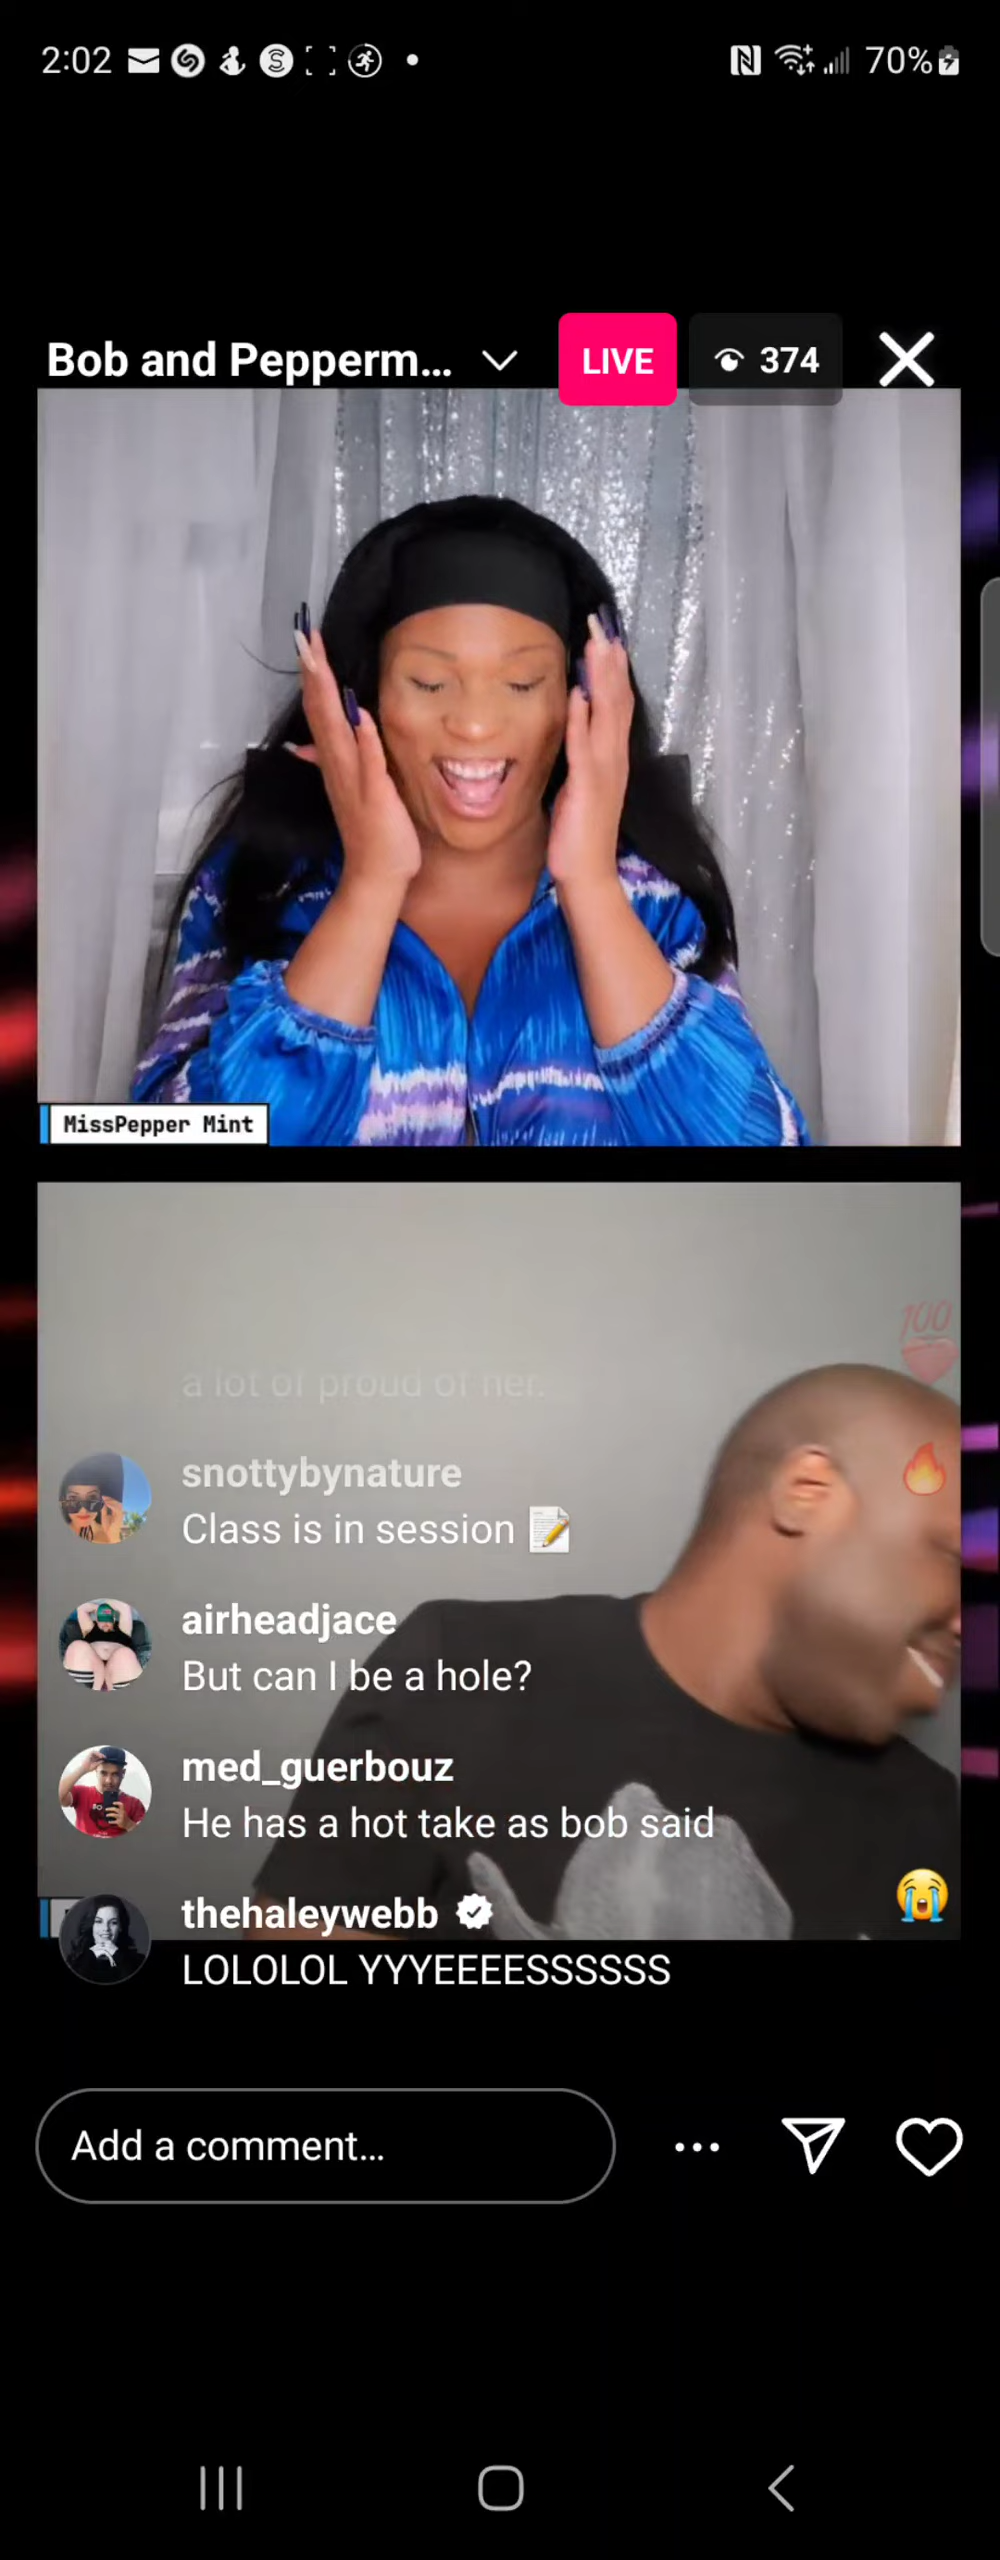 2:02
70%
Bob and Pepperm...
LIVE
374
MissPepper Mint
100
a lot of proud of her.
snottybynature
Class is in session
airheadjace
But can I be a hole?
med_guerbouz
He has a hot take as bob said
thehaleywebb
LOLOLOL YYYEEEESSSSSS
Add a comment...